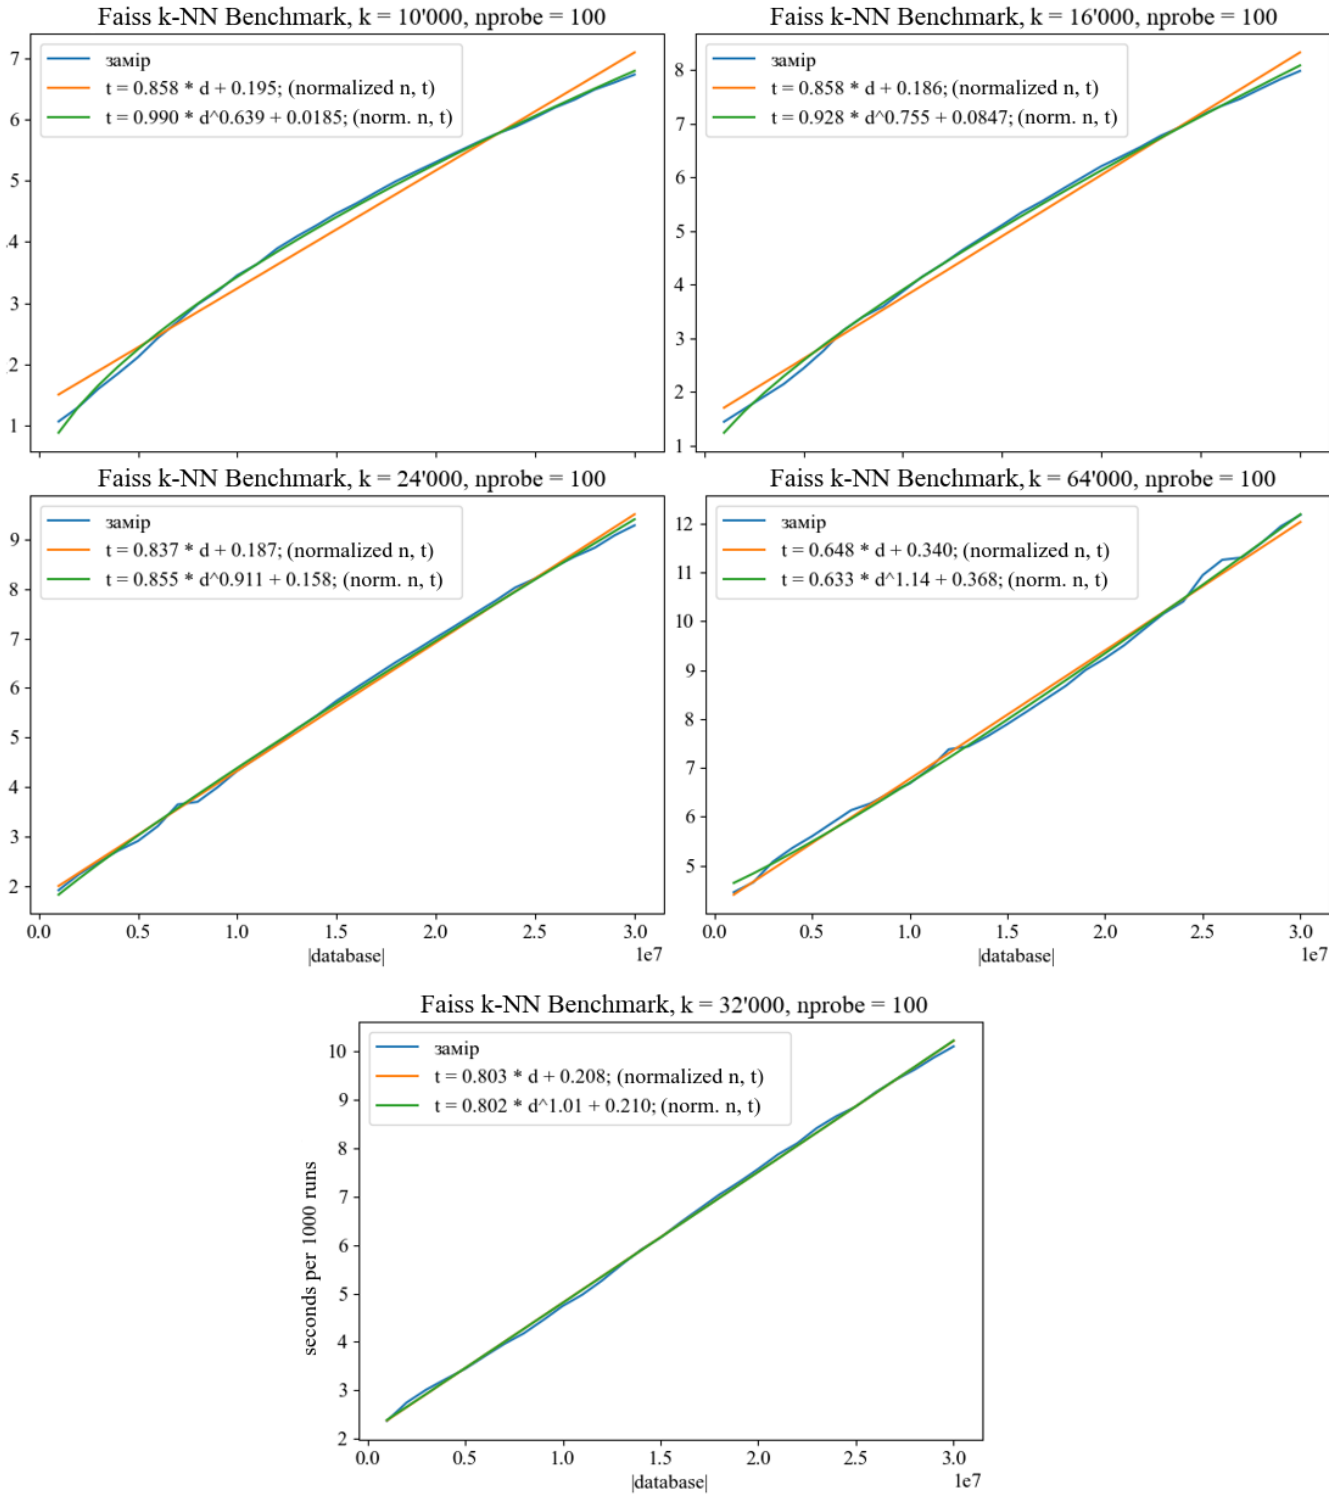 Faiss k-NN Benchmark, k = 10'000, nprobe = 100
замір
t = 0.858 * d + 0.195; (normalized n, t)
t = 0.990 * d^0.639 + 0.0185; (norm. n, t)
7
6
5
4
3
2
1
Faiss k-NN Benchmark, k = 16'000, nprobe = 100
замір
t = 0.858 * d + 0.186; (normalized n, t)
t = 0.928 * d^0.755 + 0.0847; (norm. n, t)
8
7
6
5
4
3
2
1
Faiss k-NN Benchmark, k = 24'000, nprobe = 100
замір
t = 0.837 * d + 0.187; (normalized n, t)
t = 0.855 * d^0.911 + 0.158; (norm. n, t)
9
8
7
6
5
4
3
2
0.0 0.5 1.0 1.5 2.0 2.5 3.0
|database| 1e7
Faiss k-NN Benchmark, k = 64'000, nprobe = 100
замір
t = 0.648 * d + 0.340; (normalized n, t)
t = 0.633 * d^1.14 + 0.368; (norm. n, t)
12
11
10
9
8
7
6
5
0.0 0.5 1.0 1.5 2.0 2.5 3.0
|database| 1e7
Faiss k-NN Benchmark, k = 32'000, nprobe = 100
замір
t = 0.803 * d + 0.208; (normalized n, t)
t = 0.802 * d^1.01 + 0.210; (norm. n, t)
seconds per 1000 runs
10
9
8
7
6
5
4
3
2
0.0 0.5 1.0 1.5 2.0 2.5 3.0
|database| 1e7